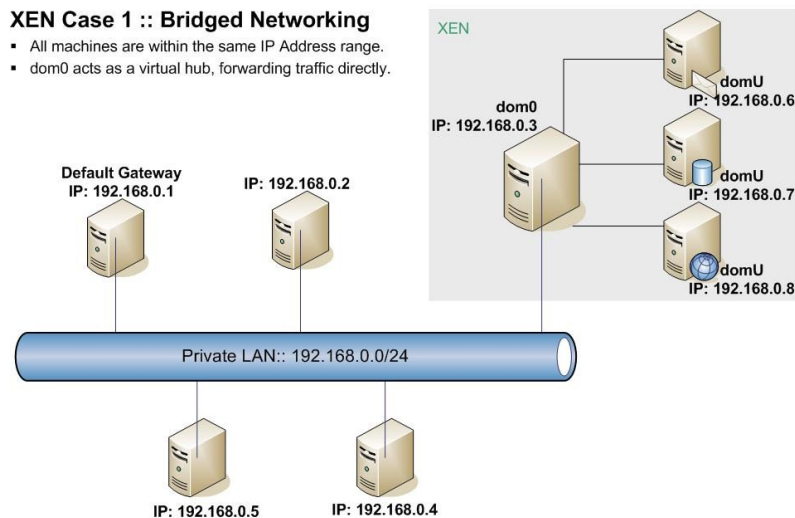 XEN Case 1 :: Bridged Networking
▪ All machines are within the same IP Address range.
▪ dom0 acts as a virtual hub, forwarding traffic directly.
XEN
domU
IP: 192.168.0.6
dom0
IP: 192.168.0.3
domU
IP: 192.168.0.7
domU
IP: 192.168.0.8
Default Gateway
IP: 192.168.0.1
IP: 192.168.0.2
Private LAN:: 192.168.0.0/24
IP: 192.168.0.5
IP: 192.168.0.4